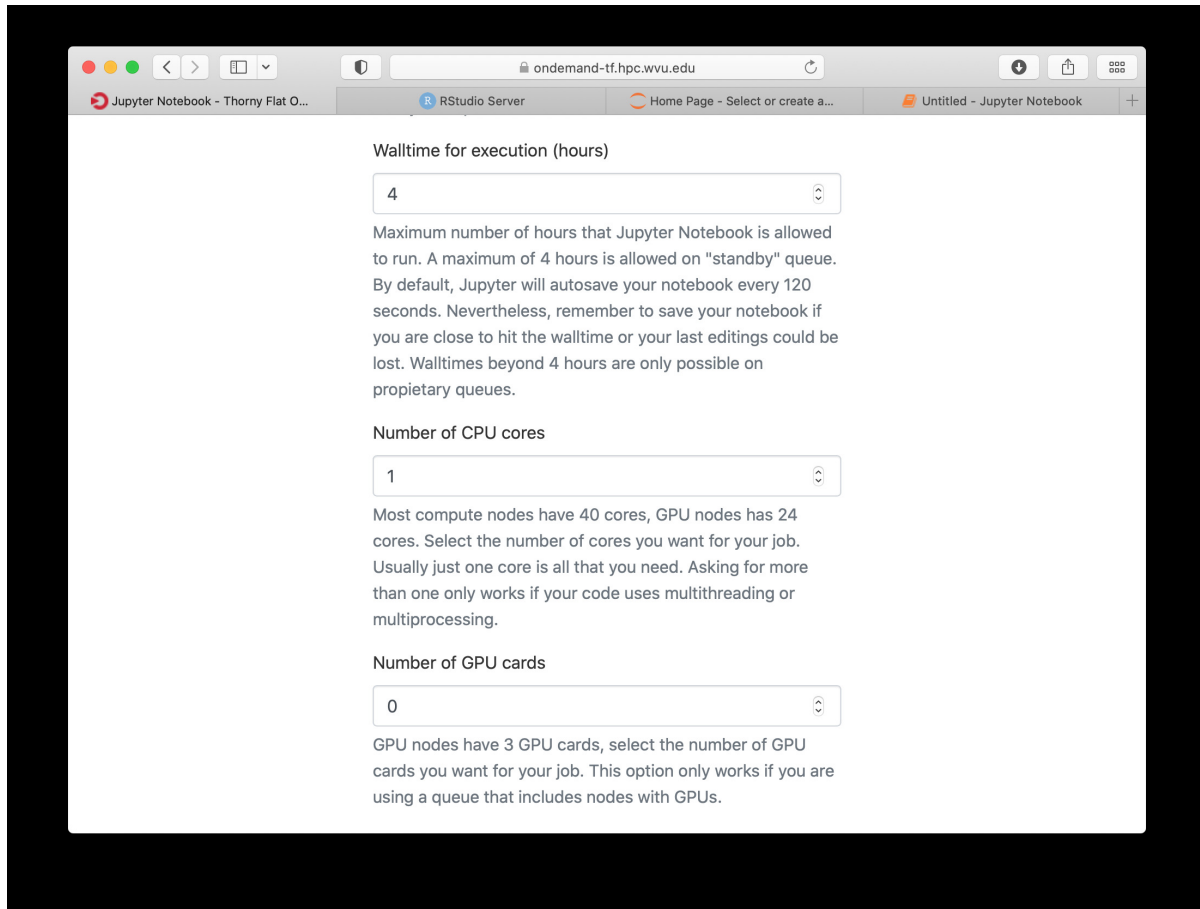 ondemand-tf.hpc.wvu.edu
Jupyter Notebook - Thorny Flat O...
RStudio Server
Home Page - Select or create a...
Untitled - Jupyter Notebook
Walltime for execution (hours)
4
Maximum number of hours that Jupyter Notebook is allowed
to run. A maximum of 4 hours is allowed on "standby" queue.
By default, Jupyter will autosave your notebook every 120
seconds. Nevertheless, remember to save your notebook if
you are close to hit the walltime or your last editings could be
lost. Walltimes beyond 4 hours are only possible on
propietary queues.
Number of CPU cores
1
Most compute nodes have 40 cores, GPU nodes has 24
cores. Select the number of cores you want for your job.
Usually just one core is all that you need. Asking for more
than one only works if your code uses multithreading or
multiprocessing.
Number of GPU cards
0
GPU nodes have 3 GPU cards, select the number of GPU
cards you want for your job. This option only works if you are
using a queue that includes nodes with GPUs.